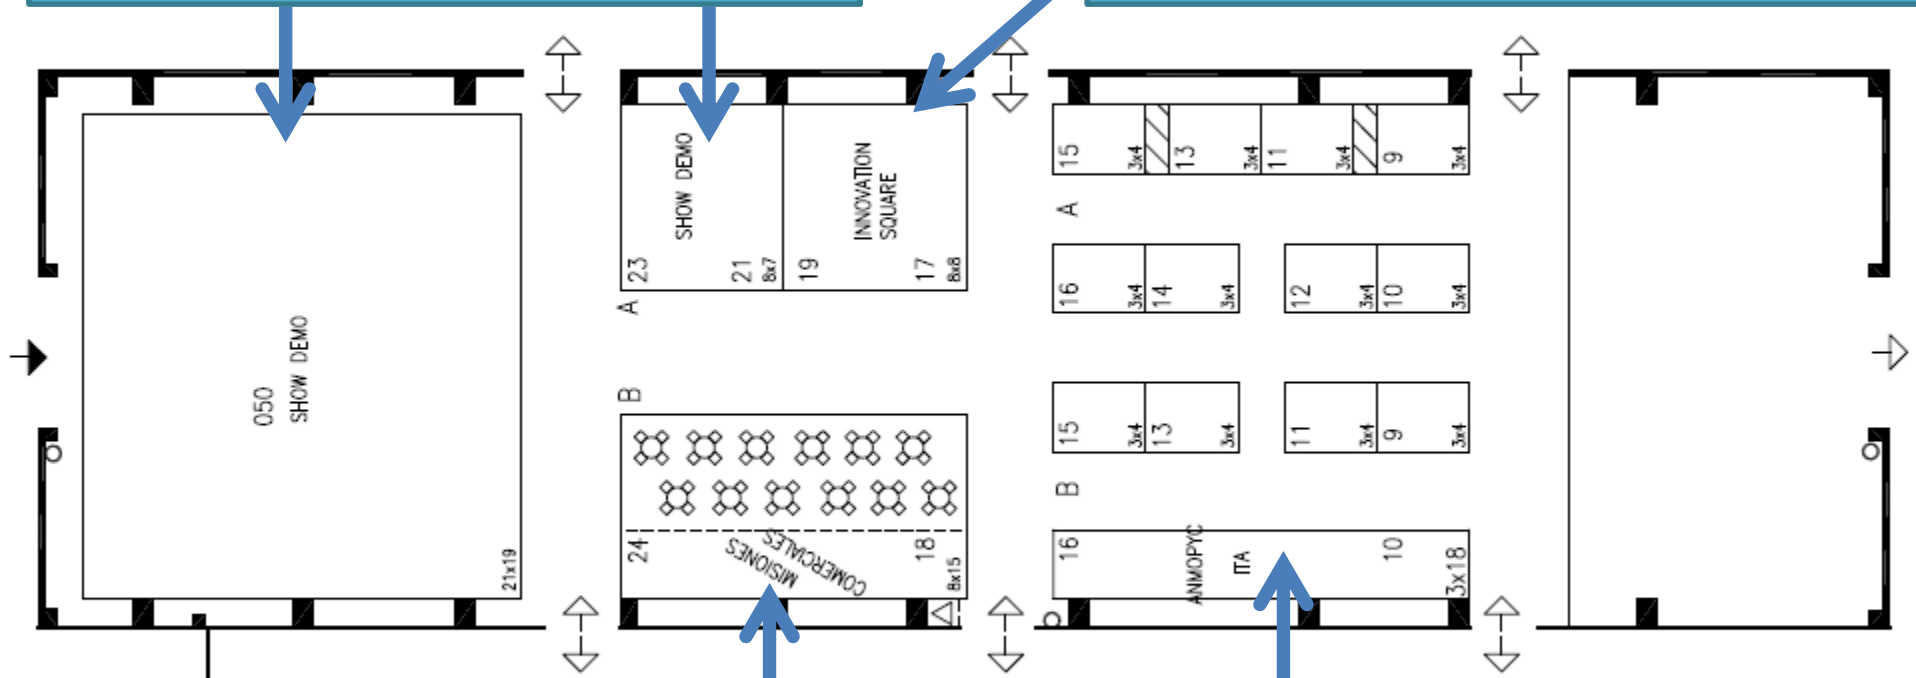 050
SHOW DEMO
21x19
SHOW DEMO
23
21
8x7
INNOVATION
SQUARE
19
17
8x8
A
B
24
MISIONES
COMERCIALES
18
8x15
15
3x4
13
3x4
11
3x4
9
3x4
A
16
3x4
14
3x4
12
3x4
10
3x4
15
3x4
13
3x4
11
3x4
9
3x4
B
16
ANMOPYC
ITA
10
3x18